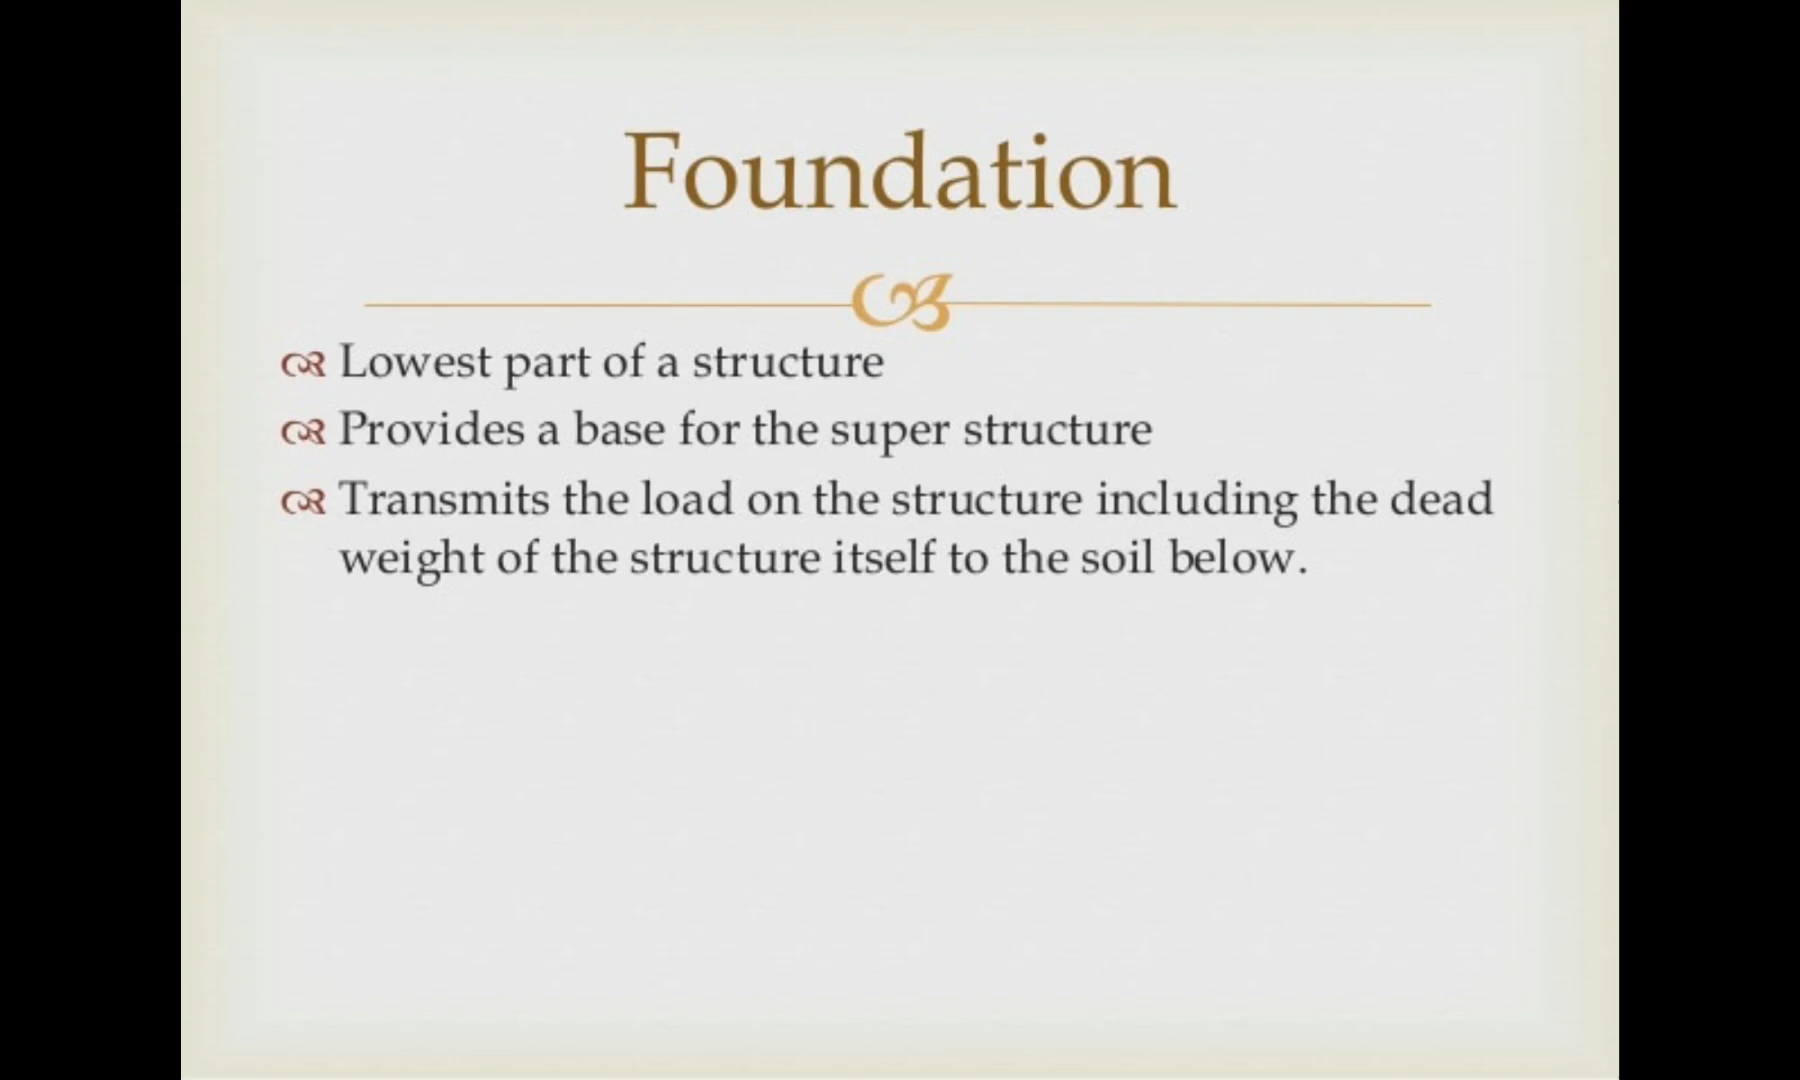 Foundation
Lowest part of a structure
Provides a base for the super structure
Transmits the load on the structure including the dead
weight of the structure itself to the soil below.